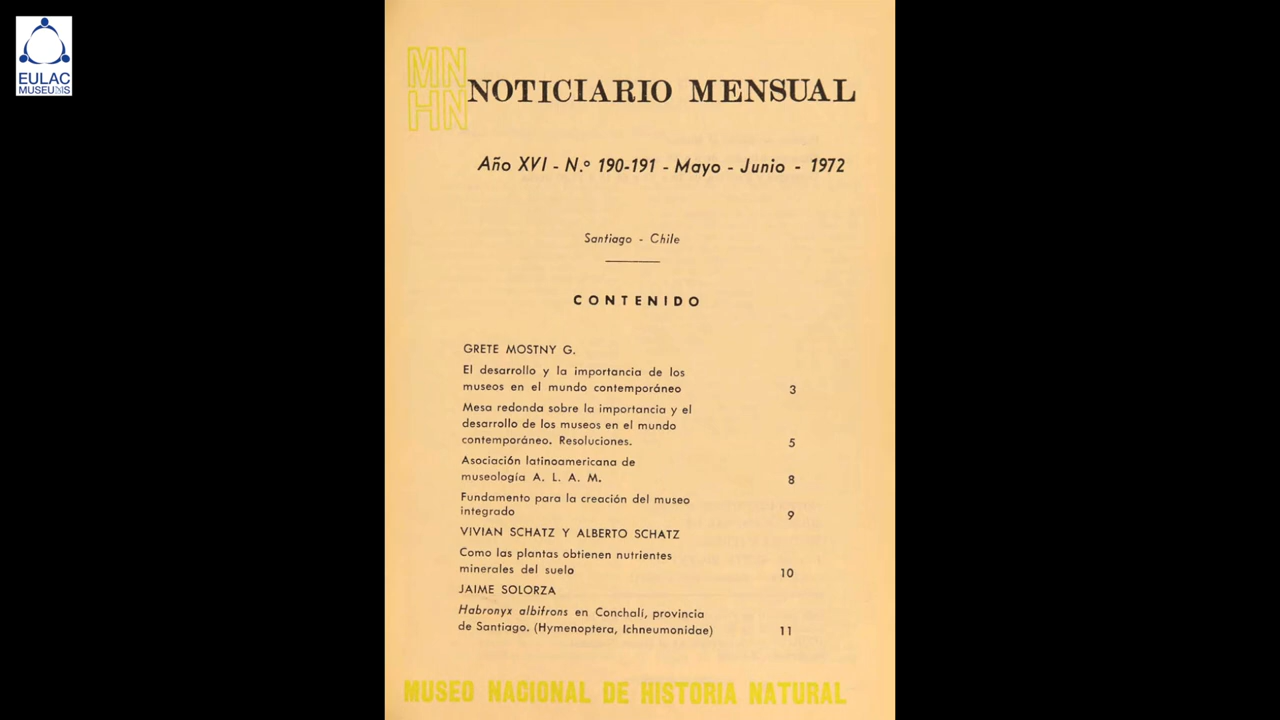 EULAC
MUSEUMS
MN
HN
NOTICIARIO MENSUAL
Año XVI - N.º 190-191 - Mayo - Junio - 1972
Santiago - Chile
CONTENIDO
GRETE MOSTNY G.
El desarrollo y la importancia de los
museos en el mundo contemporáneo 3
Mesa redonda sobre la importancia y el
desarrollo de los museos en el mundo
contemporáneo. Resoluciones. 5
Asociación latinoamericana de
museología A. L. A. M. 8
Fundamento para la creación del museo
integrado 9
VIVIAN SCHATZ Y ALBERTO SCHATZ
Como las plantas obtienen nutrientes
minerales del suelo 10
JAIME SOLORZA
Habronyx albifrons en Conchalí, provincia
de Santiago. (Hymenoptera, Ichneumonidae) 11
MUSEO NACIONAL DE HISTORIA NATURAL